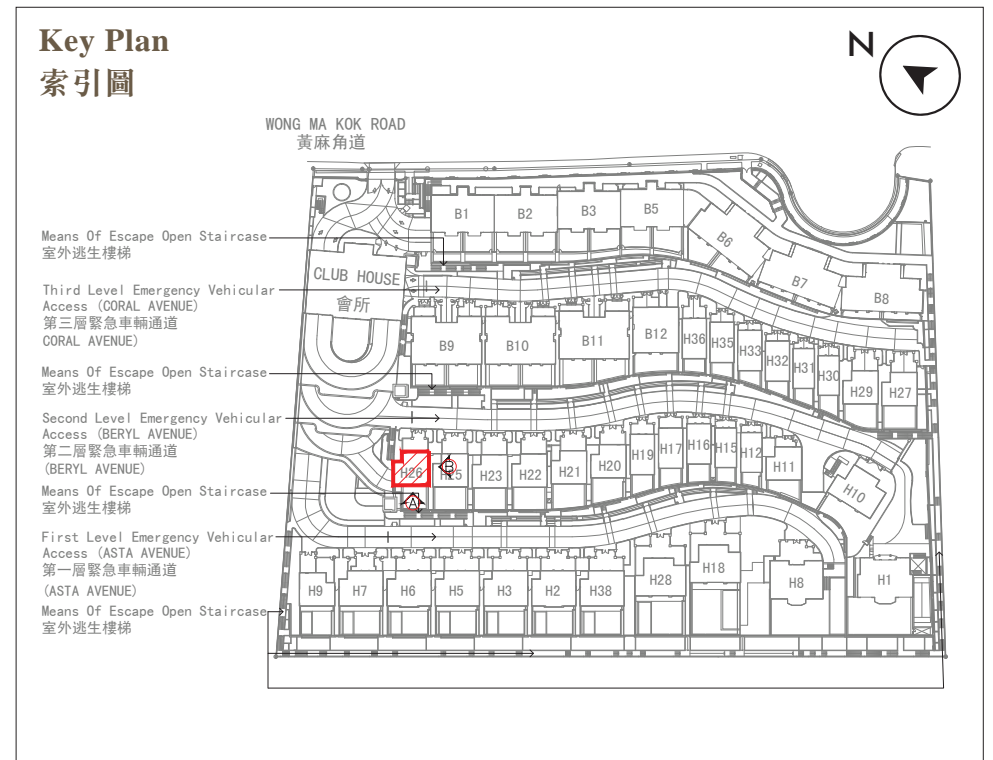 Key Plan
索引圖
N
WONG MA KOK ROAD
黃麻角道
Means Of Escape Open Staircase
室外逃生樓梯
Third Level Emergency Vehicular
Access (CORAL AVENUE)
第三層緊急車輛通道
CORAL AVENUE)
Means Of Escape Open Staircase
室外逃生樓梯
Second Level Emergency Vehicular
Access (BERYL AVENUE)
第二層緊急車輛通道
(BERYL AVENUE)
Means Of Escape Open Staircase
室外逃生樓梯
First Level Emergency Vehicular
Access (ASTA AVENUE)
第一層緊急車輛通道
(ASTA AVENUE)
Means Of Escape Open Staircase
室外逃生樓梯
CLUB HOUSE
會所
B1 B2 B3 B5
B6 B7 B8
B9 B10 B11 B12 H36 H35 H33 H32 H31 H30 H29 H27
H26 H25 H23 H22 H21 H20 H19 H17 H16 H15 H12 H11 H10
B
A
H9 H7 H6 H5 H3 H2 H38 H28 H18 H8 H1